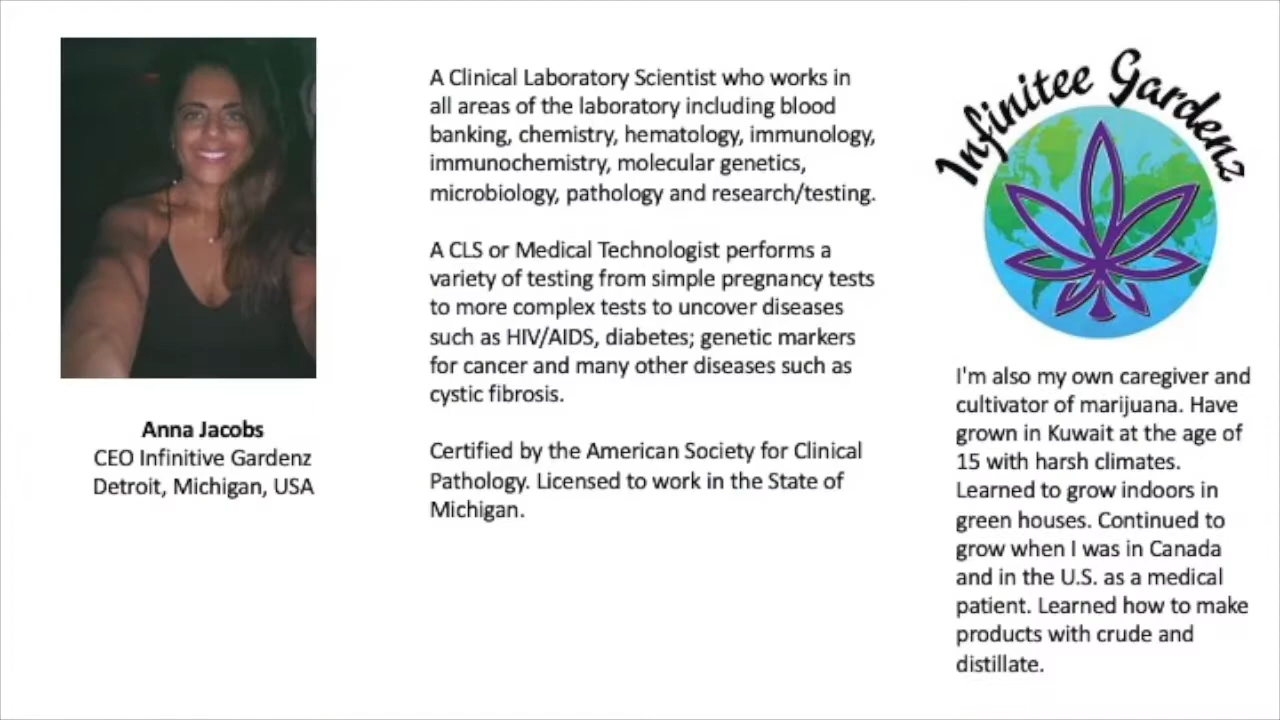 Anna Jacobs
CEO Infinitive Gardenz
Detroit, Michigan, USA
A Clinical Laboratory Scientist who works in
all areas of the laboratory including blood
banking, chemistry, hematology, immunology,
immunochemistry, molecular genetics,
microbiology, pathology and research/testing.
A CLS or Medical Technologist performs a
variety of testing from simple pregnancy tests
to more complex tests to uncover diseases
such as HIV/AIDS, diabetes; genetic markers
for cancer and many other diseases such as
cystic fibrosis.
Certified by the American Society for Clinical
Pathology. Licensed to work in the State of
Michigan.
Infinitee Gardenz
I'm also my own caregiver and
cultivator of marijuana. Have
grown in Kuwait at the age of
15 with harsh climates.
Learned to grow indoors in
green houses. Continued to
grow when I was in Canada
and in the U.S. as a medical
patient. Learned how to make
products with crude and
distillate.